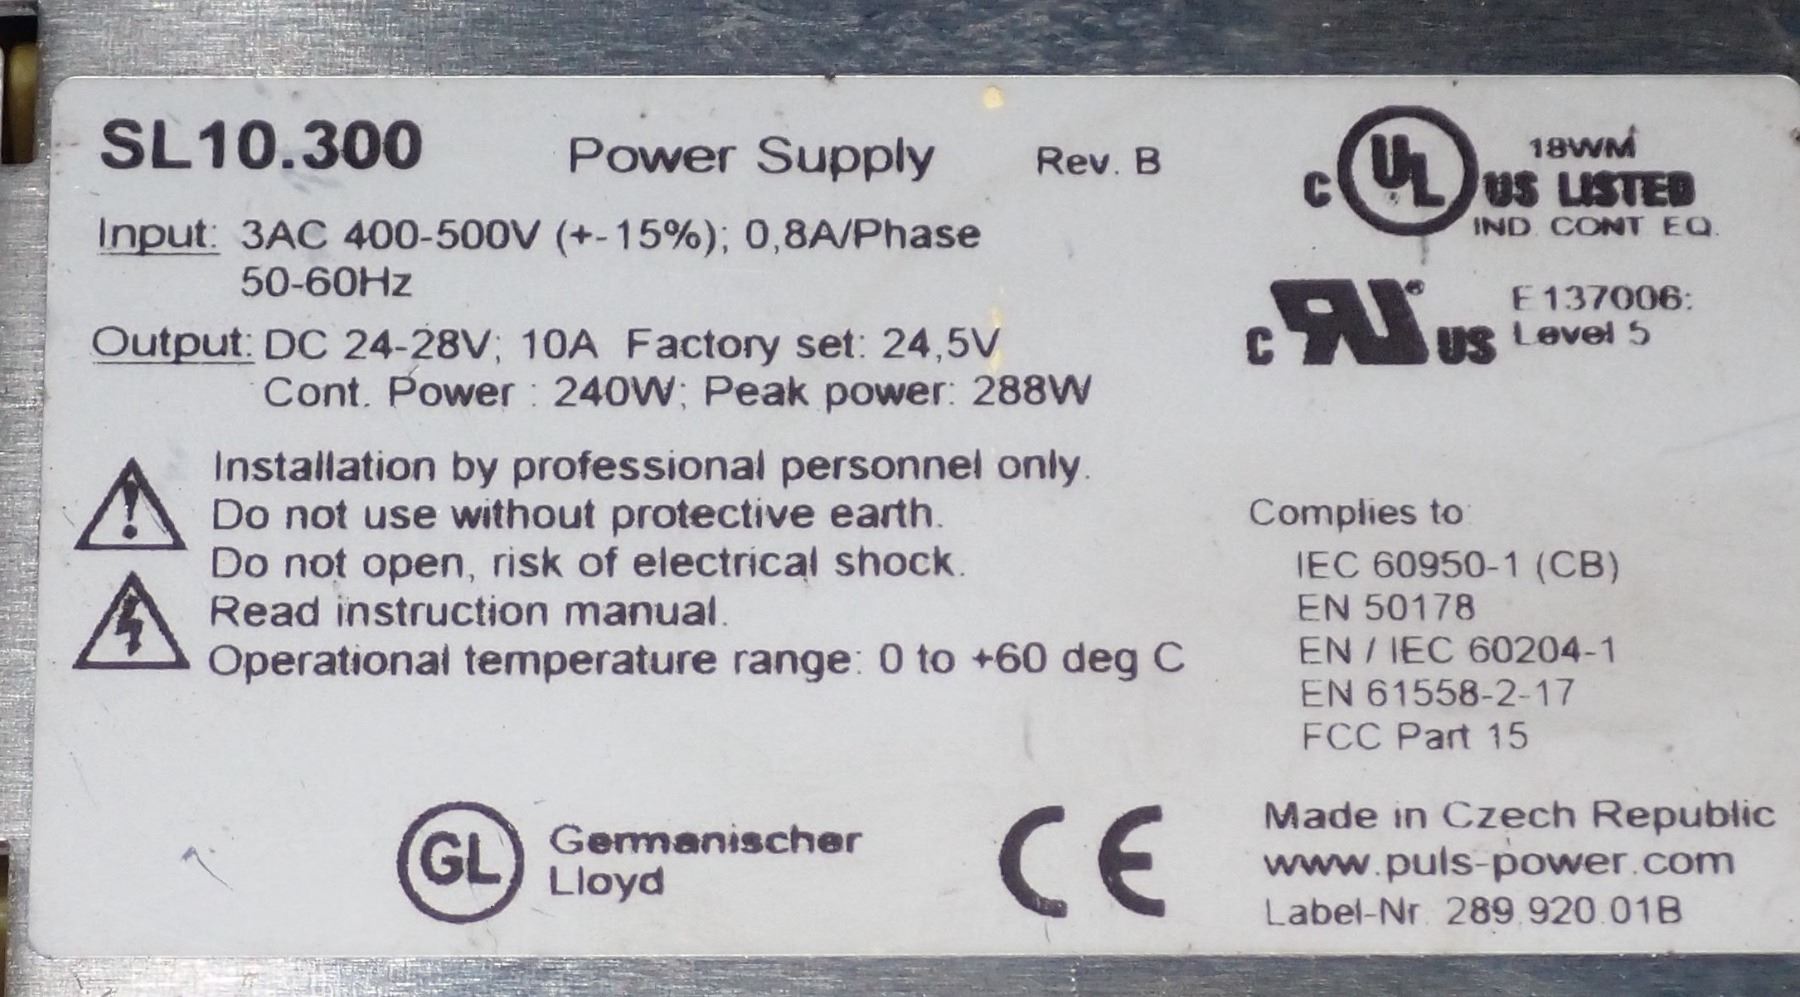 SL10.300 Power Supply Rev. B
Input: 3AC 400-500V (+-15%); 0,8A/Phase
50-60Hz
Output: DC 24-28V; 10A Factory set: 24,5V
Cont. Power : 240W; Peak power: 288W
Installation by professional personnel only.
Do not use without protective earth.
Do not open, risk of electrical shock.
Read instruction manual.
Operational temperature range: 0 to +60 deg C
GL Germanischer
Lloyd
CE
18WM
C UL US LISTED
IND. CONT. EQ.
E137006:
C RU® US Level 5
Complies to:
IEC 60950-1 (CB)
EN 50178
EN / IEC 60204-1
EN 61558-2-17
FCC Part 15
Made in Czech Republic
www.puls-power.com
Label-Nr. 289.920.01B